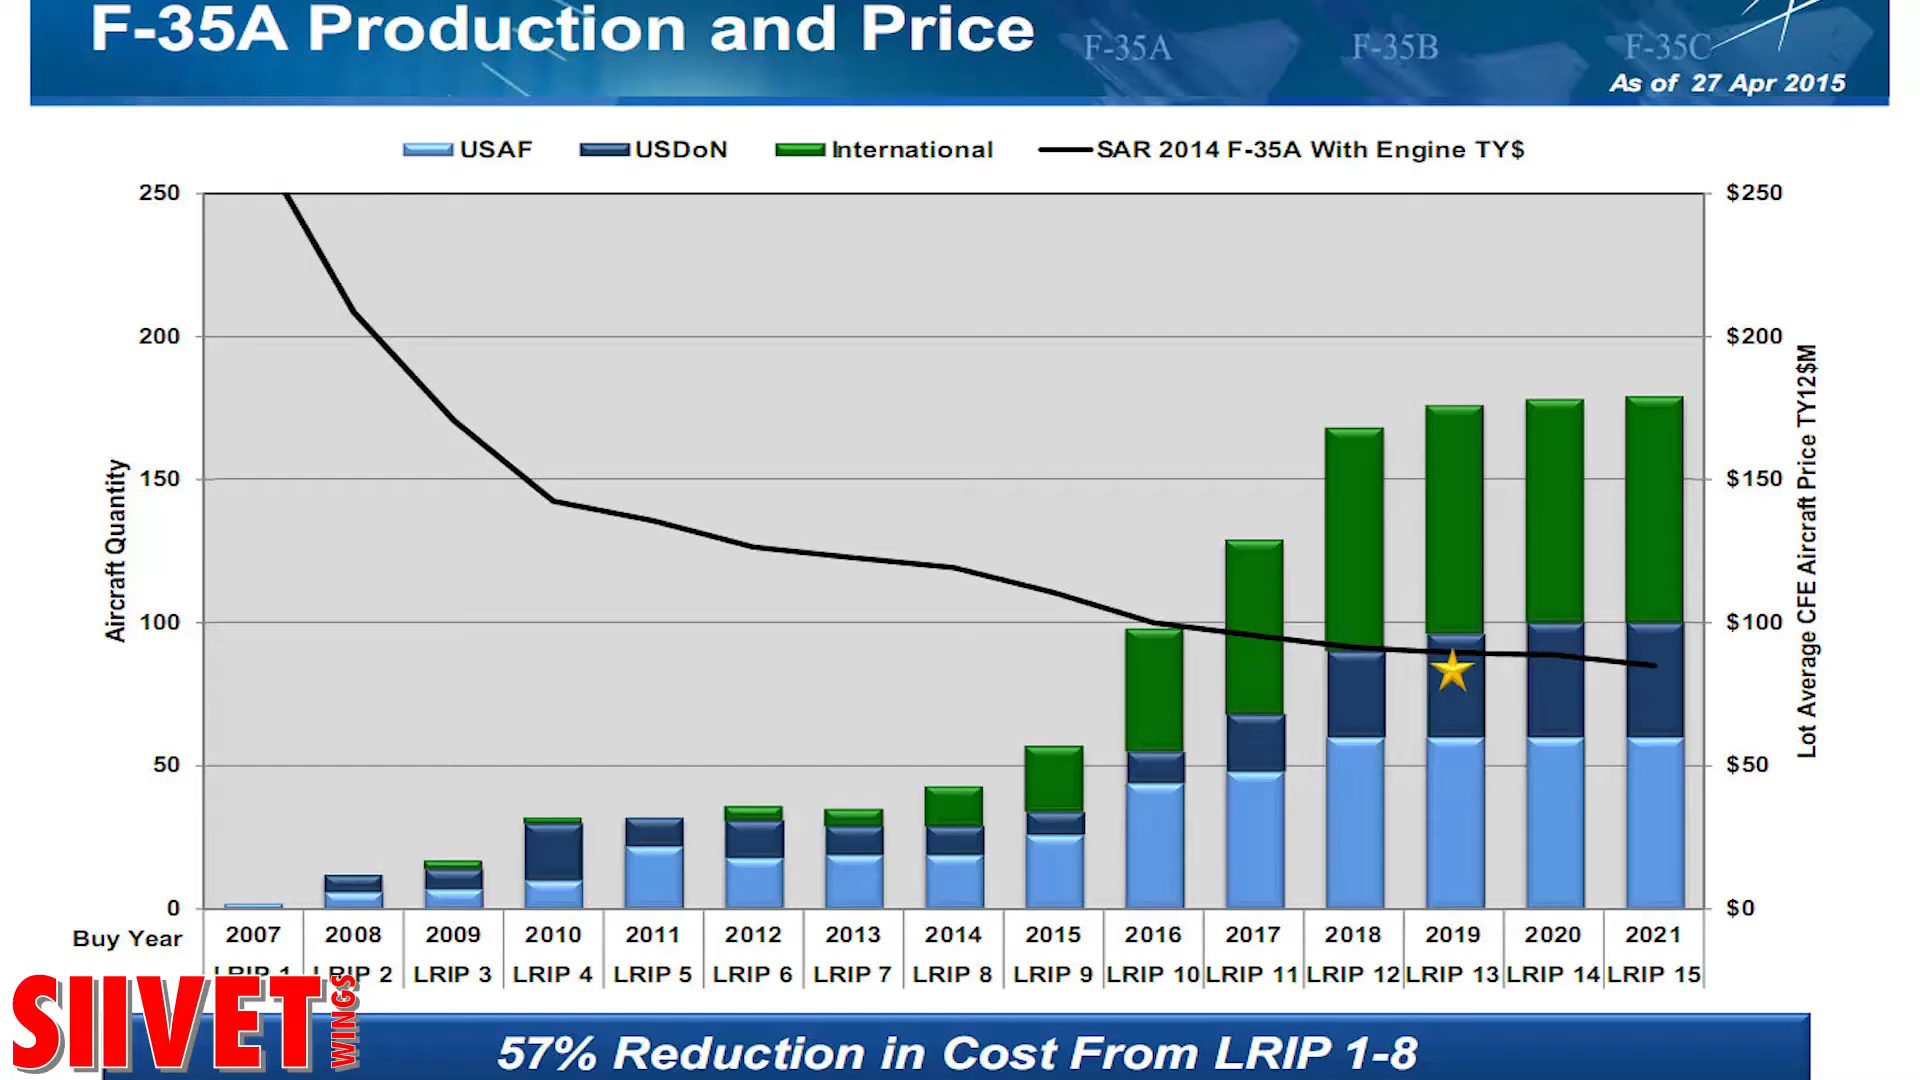 F-35A Production and Price
F-35A F-35B F-35C
As of 27 Apr 2015
USAF USDoN International SAR 2014 F-35A With Engine TY$
250 $250
200 $200
150 $150
100 $100
50 $50
0 $0
Aircraft Quantity
Lot Average CFE Aircraft Price TY12$M
Buy Year 2007 2008 2009 2010 2011 2012 2013 2014 2015 2016 2017 2018 2019 2020 2021
LRIP 1 LRIP 2 LRIP 3 LRIP 4 LRIP 5 LRIP 6 LRIP 7 LRIP 8 LRIP 9 LRIP 10 LRIP 11 LRIP 12 LRIP 13 LRIP 14 LRIP 15
SIIVET
WINGS
57% Reduction in Cost From LRIP 1-8